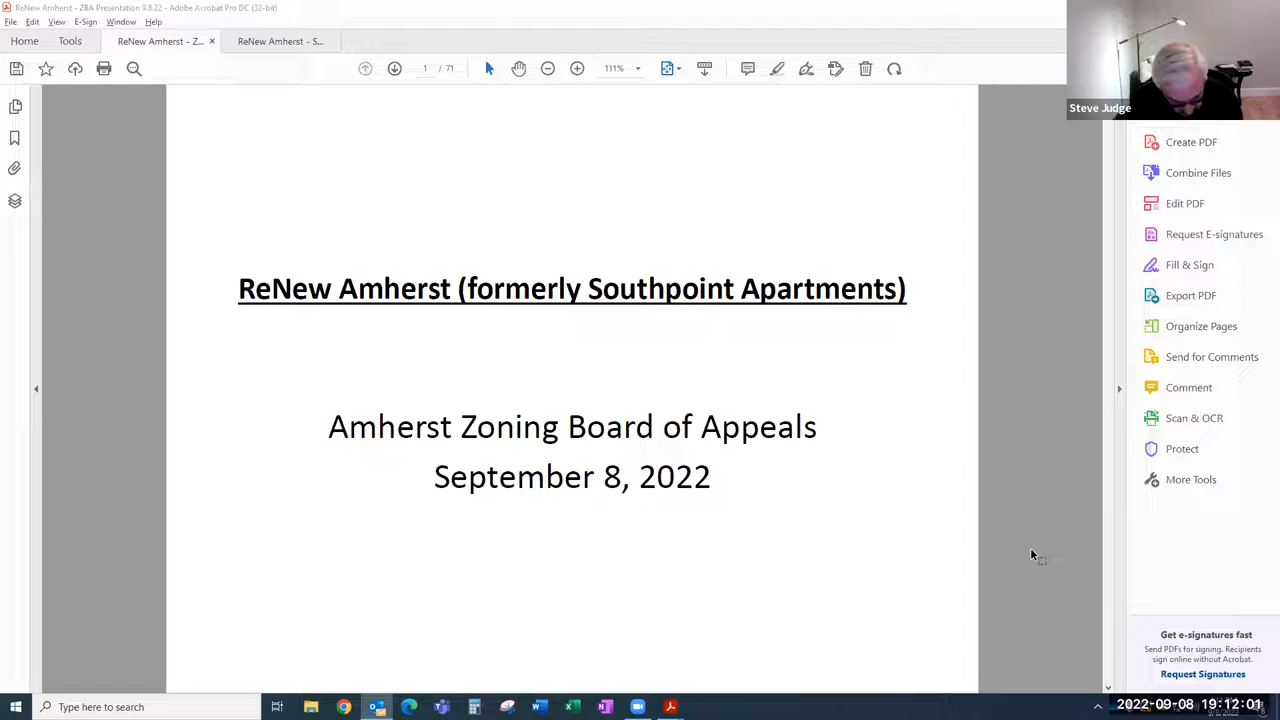 ReNew Amherst - ZBA Presentation 9.8.22 - Adobe Acrobat Pro DC (32-bit)
File Edit View E-Sign Window Help
Home Tools ReNew Amherst - Z... × ReNew Amherst - S...
1 / 71 111%
Steve Judge
Create PDF
Combine Files
Edit PDF
Request E-signatures
Fill & Sign
Export PDF
Organize Pages
Send for Comments
Comment
Scan & OCR
Protect
More Tools
ReNew Amherst (formerly Southpoint Apartments)
Amherst Zoning Board of Appeals
September 8, 2022
Get e-signatures fast
Send PDFs for signing. Recipients
sign online without Acrobat.
Request Signatures
Type here to search
2022-09-08 19:12:01
9/8/2022